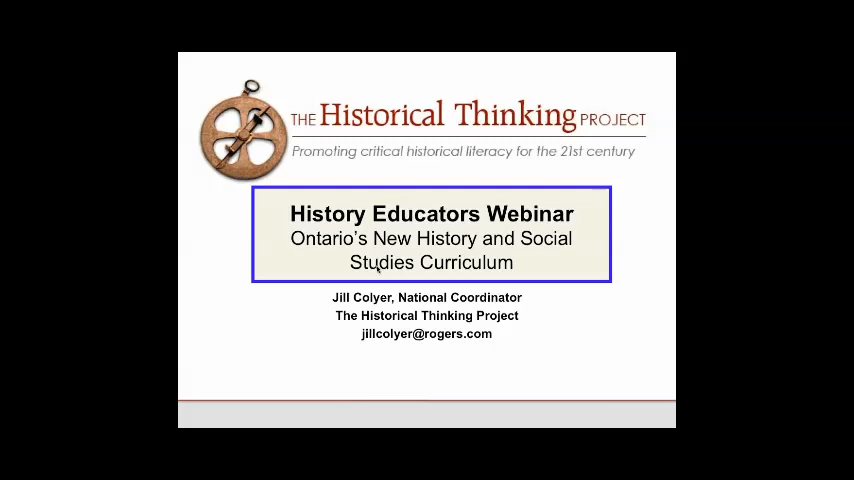 THE Historical Thinking PROJECT
Promoting critical historical literacy for the 21st century
History Educators Webinar
Ontario's New History and Social
Studies Curriculum
Jill Colyer, National Coordinator
The Historical Thinking Project
jillcolyer@rogers.com